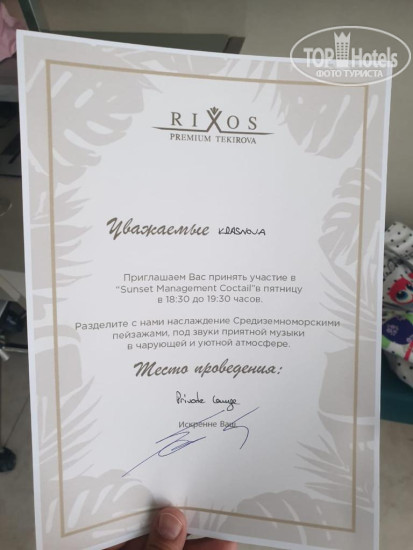 TOP Hotels
ФОТО ТУРИСТА
RIXOS
PREMIUM TEKIROVA
Уважаемые KRASNOVA
Приглашаем Вас принять участие в
"Sunset Management Coctail"в пятницу
в 18:30 до 19:30 часов.
Разделите с нами наслаждение Средиземноморскими
пейзажами, под звуки приятной музыки
в чарующей и уютной атмосфере.
Место проведения:
Private Lounge
Искренне Ваш,